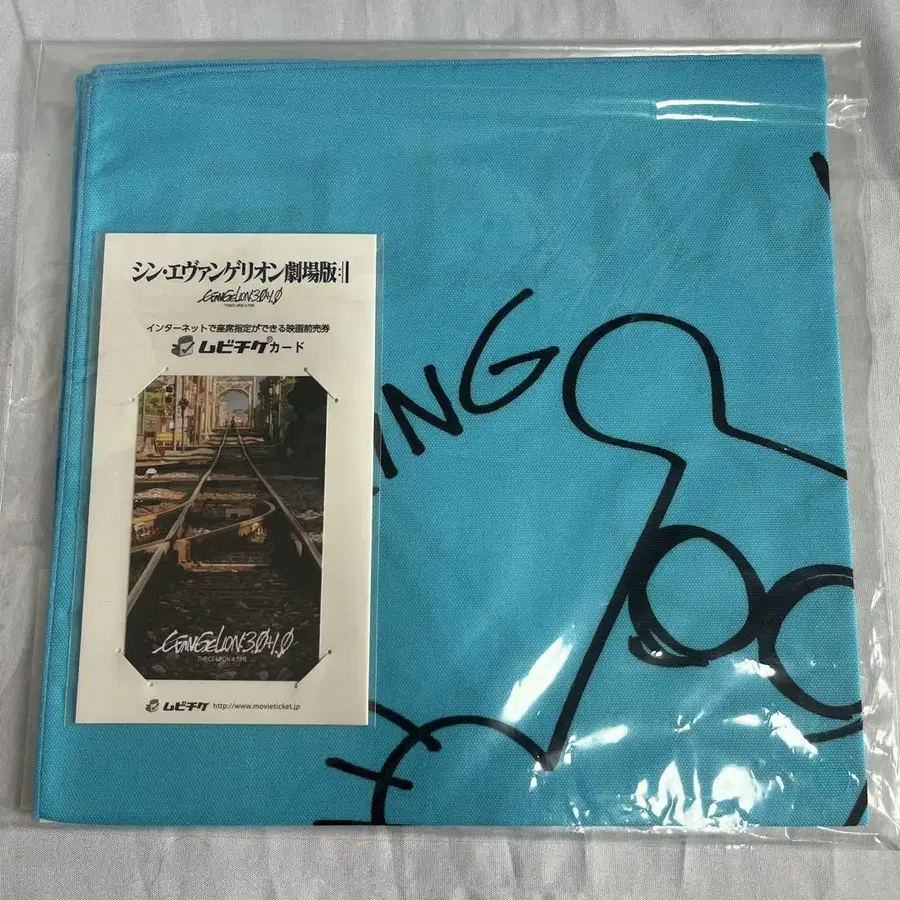 シン・エヴァンゲリオン劇場版:||
EVANGELION:3.0+1.0
THRICE UPON A TIME
インターネットで座席指定ができる映画前売券
ムビチケ®カード
EVANGELION:3.0+1.0
THRICE UPON A TIME
ムビチケ http://www.movieticket.jp
ING